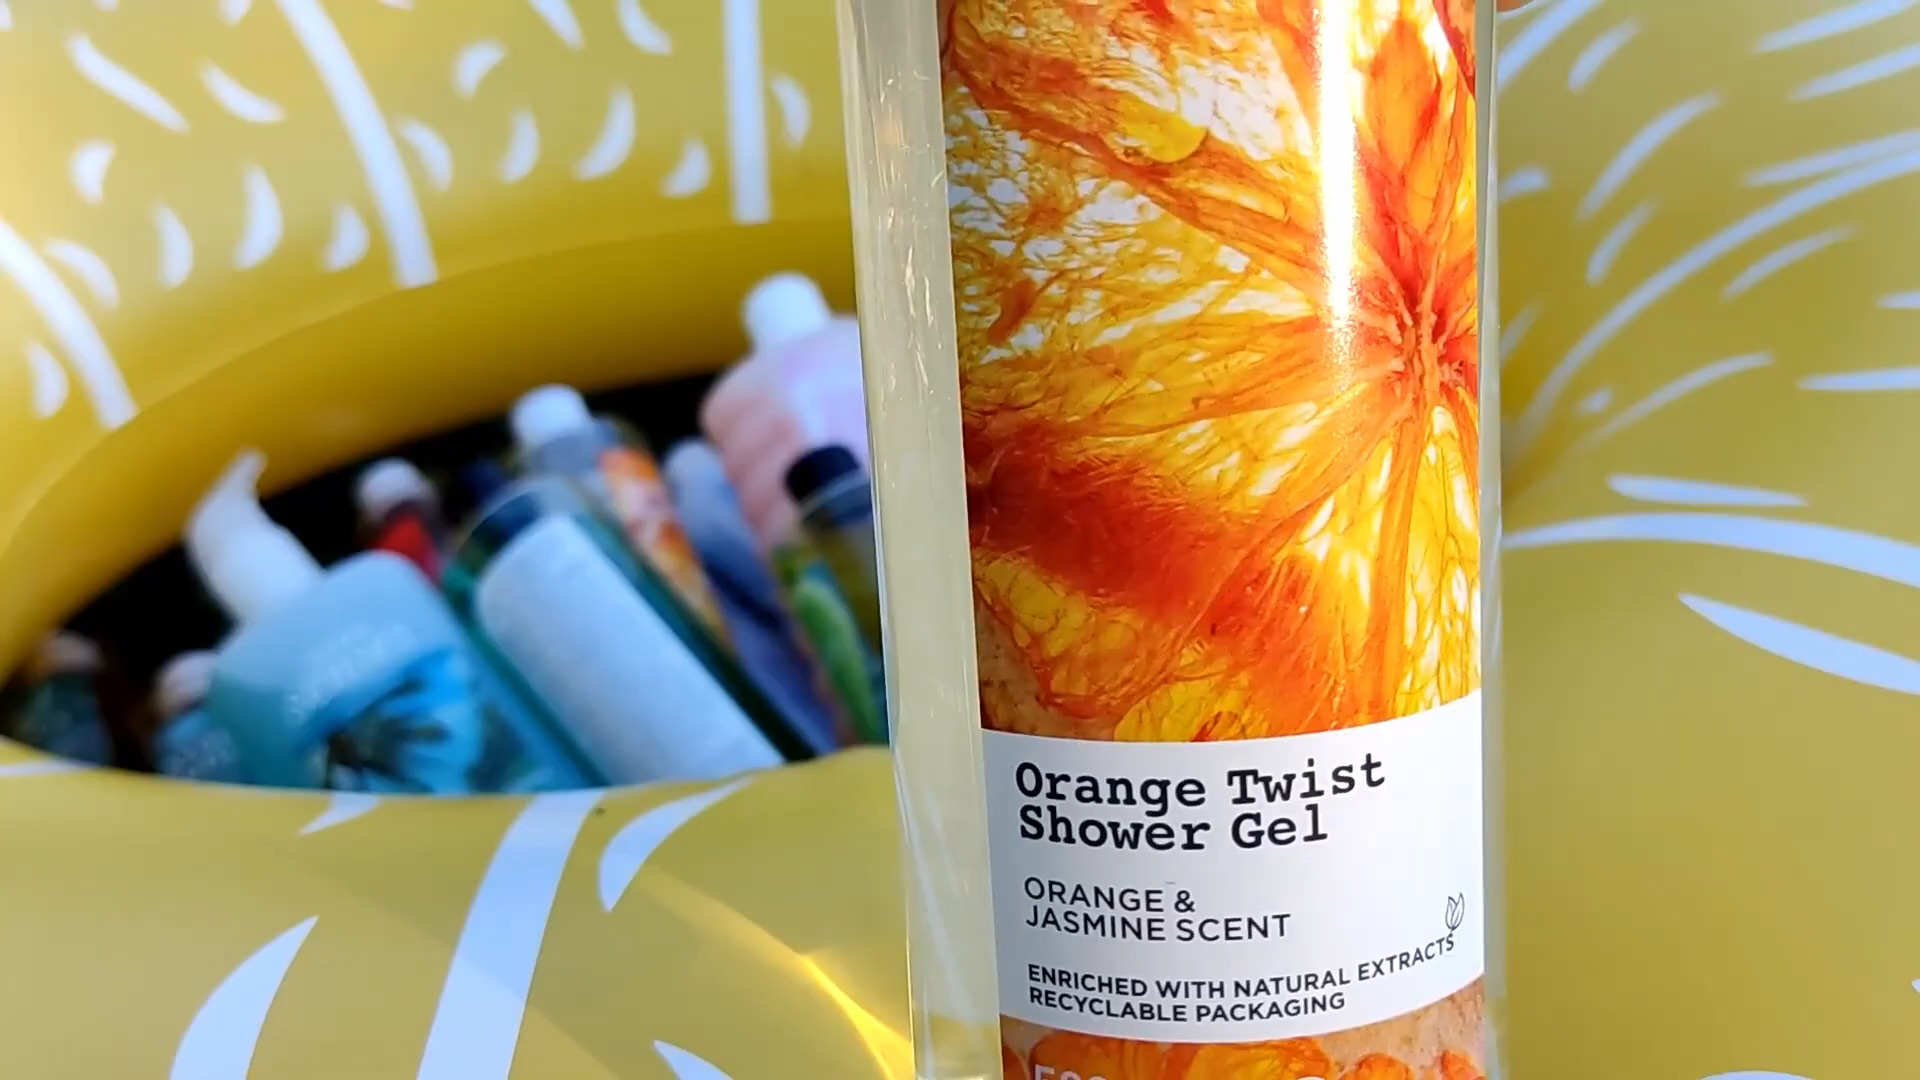 Orange Twist
Shower Gel
ORANGE &
JASMINE SCENT
ENRICHED WITH NATURAL EXTRACTS
RECYCLABLE PACKAGING